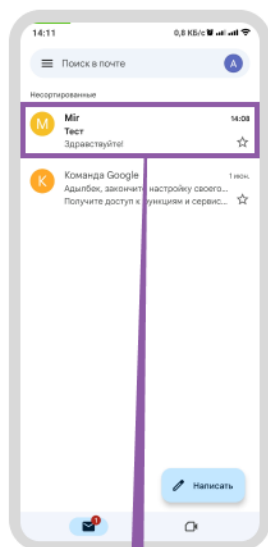 14:11 0,8 КБ/с
Поиск в почте
А
Несортированные
M
Mir 14:08
Тест
Здравствуйте!
К
Команда Google 1 июн.
Адылбек, закончите настройку своего...
Получите доступ к функциям и сервис...
Написать
1